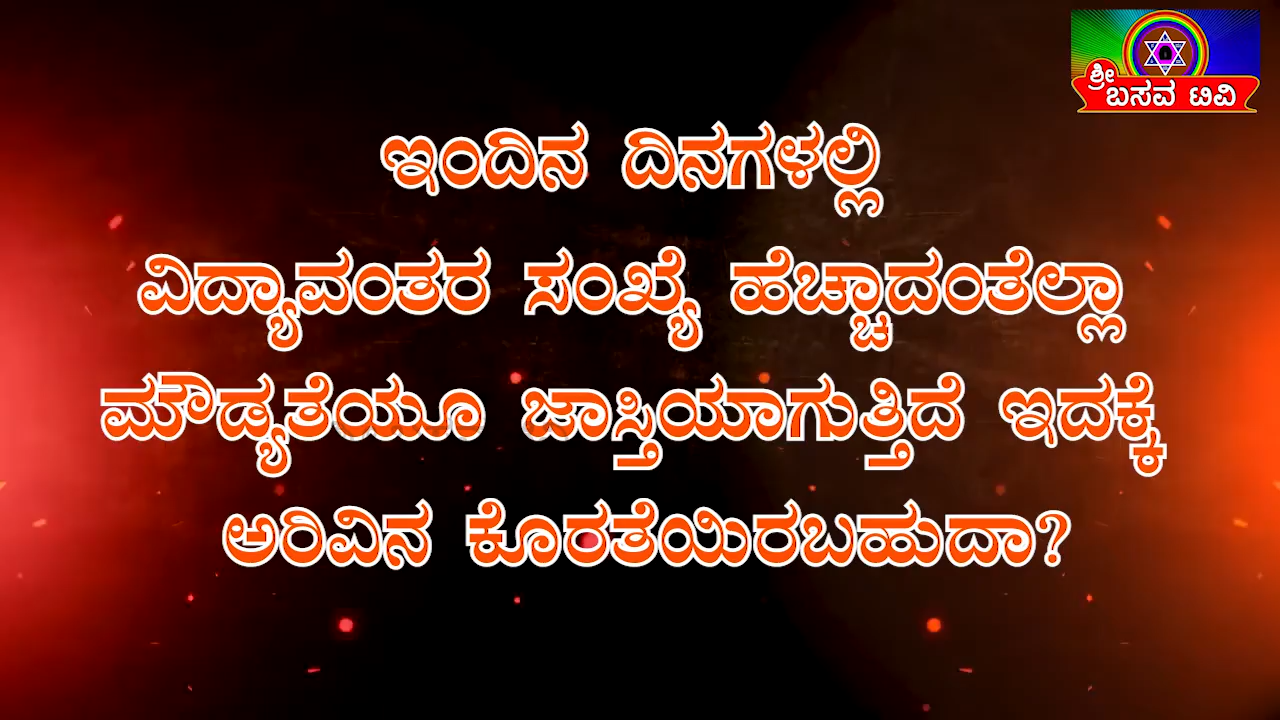 ಶ್ರೀ
ಬಸವ ಟಿವಿ
ಇಂದಿನ ದಿನಗಳಲ್ಲಿ
ವಿದ್ಯಾವಂತರ ಸಂಖ್ಯೆ ಹೆಚ್ಚಾದಂತೆಲ್ಲಾ
ಮೌಡ್ಯತೆಯೂ ಜಾಸ್ತಿಯಾಗುತ್ತಿದೆ ಇದಕ್ಕೆ
ಅರಿವಿನ ಕೊರತೆಯಿರಬಹುದಾ?